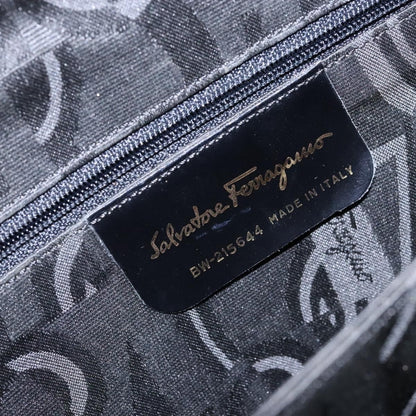 Salvatore Ferragamo
BW-215644 MADE IN ITALY